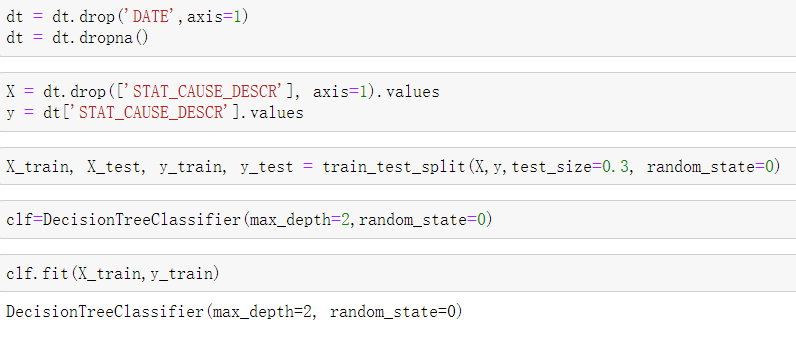 dt = dt.drop('DATE',axis=1)
dt = dt.dropna()
X = dt.drop(['STAT_CAUSE_DESCR'], axis=1).values
y = dt['STAT_CAUSE_DESCR'].values
X_train, X_test, y_train, y_test = train_test_split(X,y,test_size=0.3, random_state=0)
clf=DecisionTreeClassifier(max_depth=2,random_state=0)
clf.fit(X_train,y_train)
DecisionTreeClassifier(max_depth=2, random_state=0)